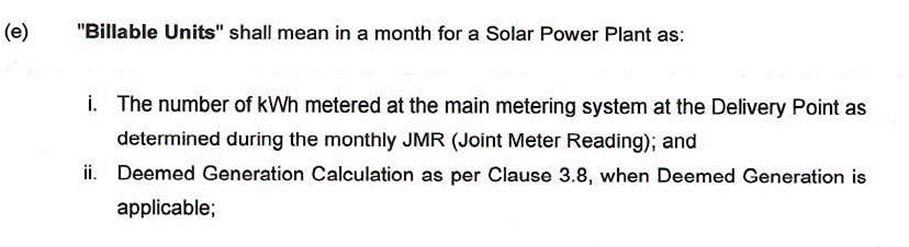 (e) "Billable Units" shall mean in a month for a Solar Power Plant as:
i. The number of kWh metered at the main metering system at the Delivery Point as
determined during the monthly JMR (Joint Meter Reading); and
ii. Deemed Generation Calculation as per Clause 3.8, when Deemed Generation is
applicable;